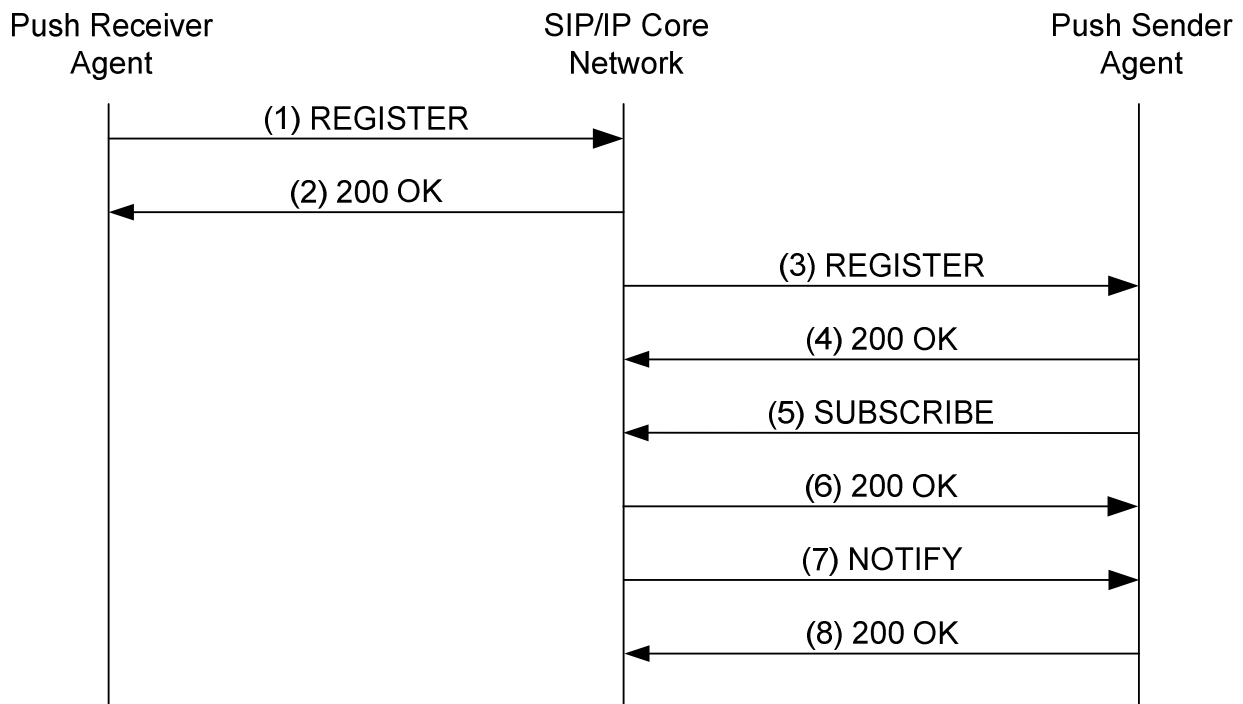 Push Receiver
Agent
SIP/IP Core
Network
Push Sender
Agent
(1) REGISTER
(2) 200 OK
(3) REGISTER
(4) 200 OK
(5) SUBSCRIBE
(6) 200 OK
(7) NOTIFY
(8) 200 OK